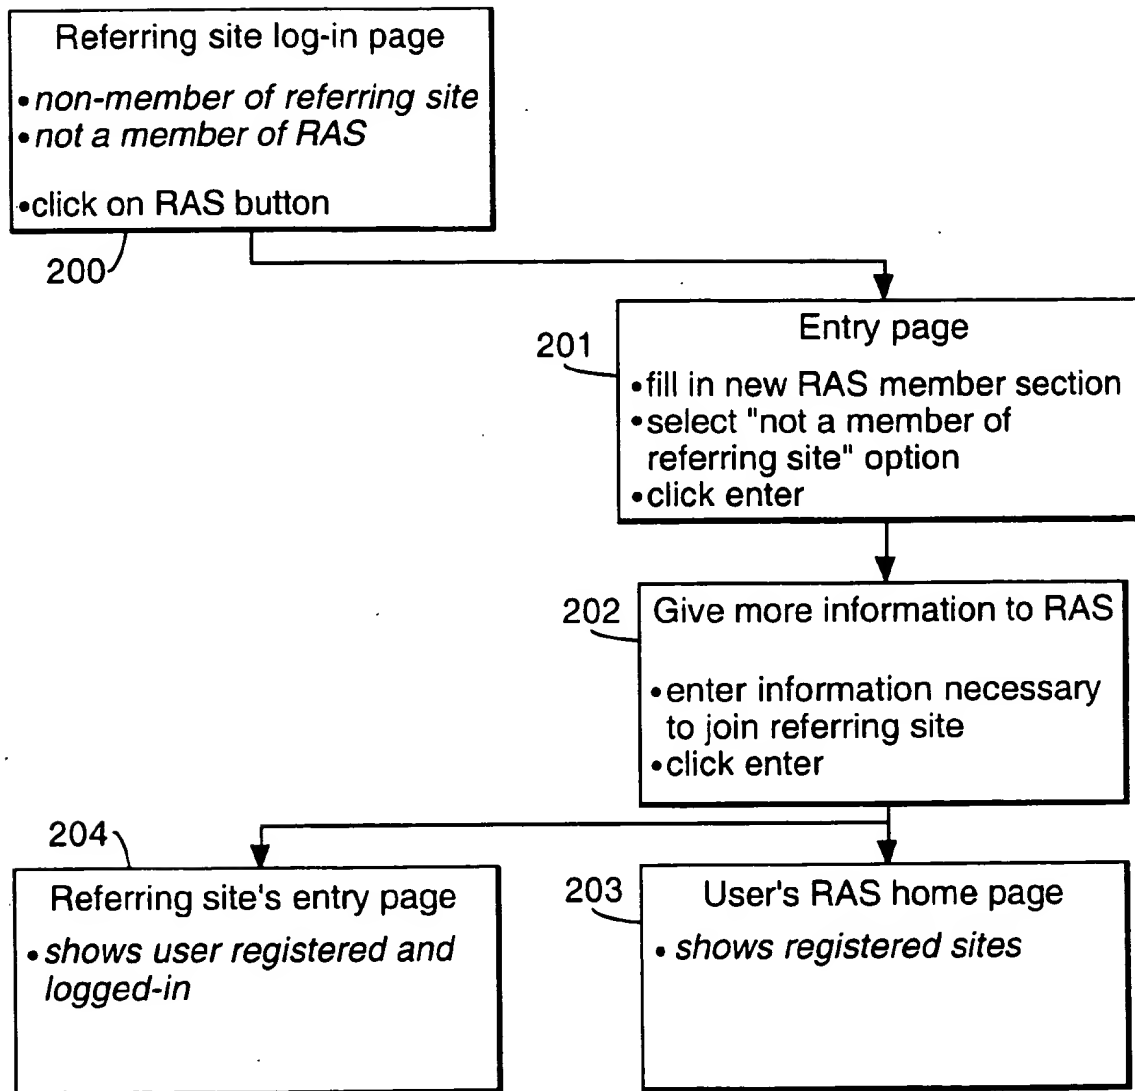 Referring site log-in page
•non-member of referring site
•not a member of RAS
•click on RAS button
200
201
Entry page
•fill in new RAS member section
•select "not a member of
referring site" option
•click enter
202
Give more information to RAS
•enter information necessary
to join referring site
•click enter
204
Referring site's entry page
• shows user registered and
logged-in
203
User's RAS home page
• shows registered sites